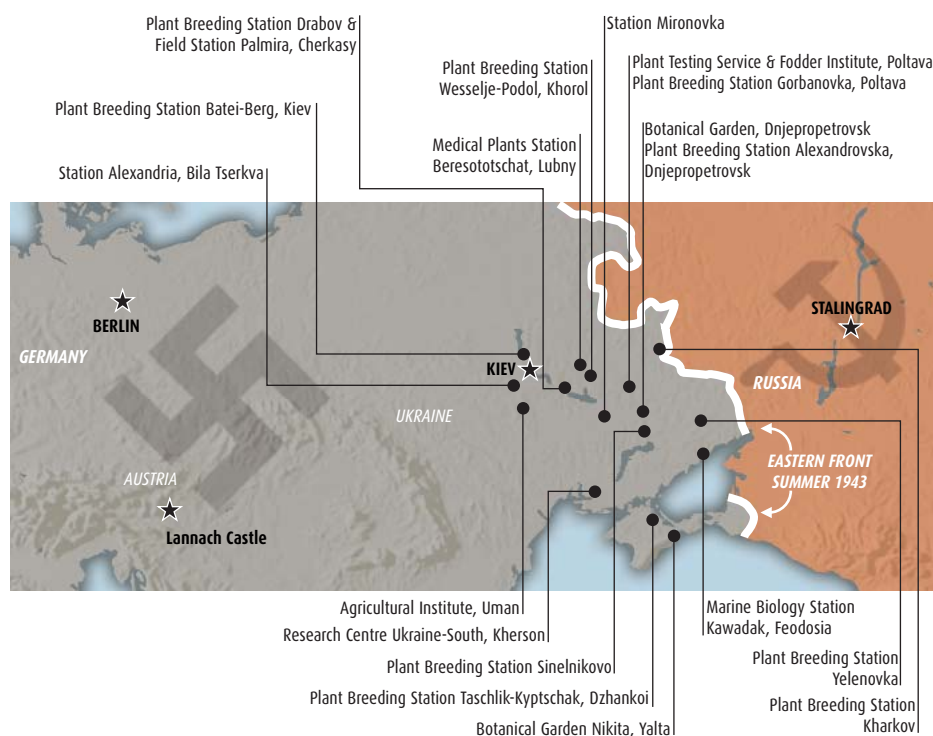 Plant Breeding Station Drabov &
Field Station Palmira, Cherkasy
Station Mironovka
Plant Breeding Station
Wesselje-Podol, Khorol
Plant Testing Service & Fodder Institute, Poltava
Plant Breeding Station Gorbanovka, Poltava
Plant Breeding Station Batei-Berg, Kiev
Medical Plants Station
Beresototschat, Lubny
Botanical Garden, Dnjepropetrovsk
Plant Breeding Station Alexandrovska,
Dnjepropetrovsk
Station Alexandria, Bila Tserkva
BERLIN
GERMANY
STALINGRAD
KIEV
RUSSIA
UKRAINE
AUSTRIA
EASTERN FRONT
SUMMER 1943
Lannach Castle
Agricultural Institute, Uman
Research Centre Ukraine-South, Kherson
Plant Breeding Station Sinelnikovo
Plant Breeding Station Taschlik-Kyptschak, Dzhankoi
Botanical Garden Nikita, Yalta
Marine Biology Station
Kawadak, Feodosia
Plant Breeding Station
Yelenovka
Plant Breeding Station
Kharkov